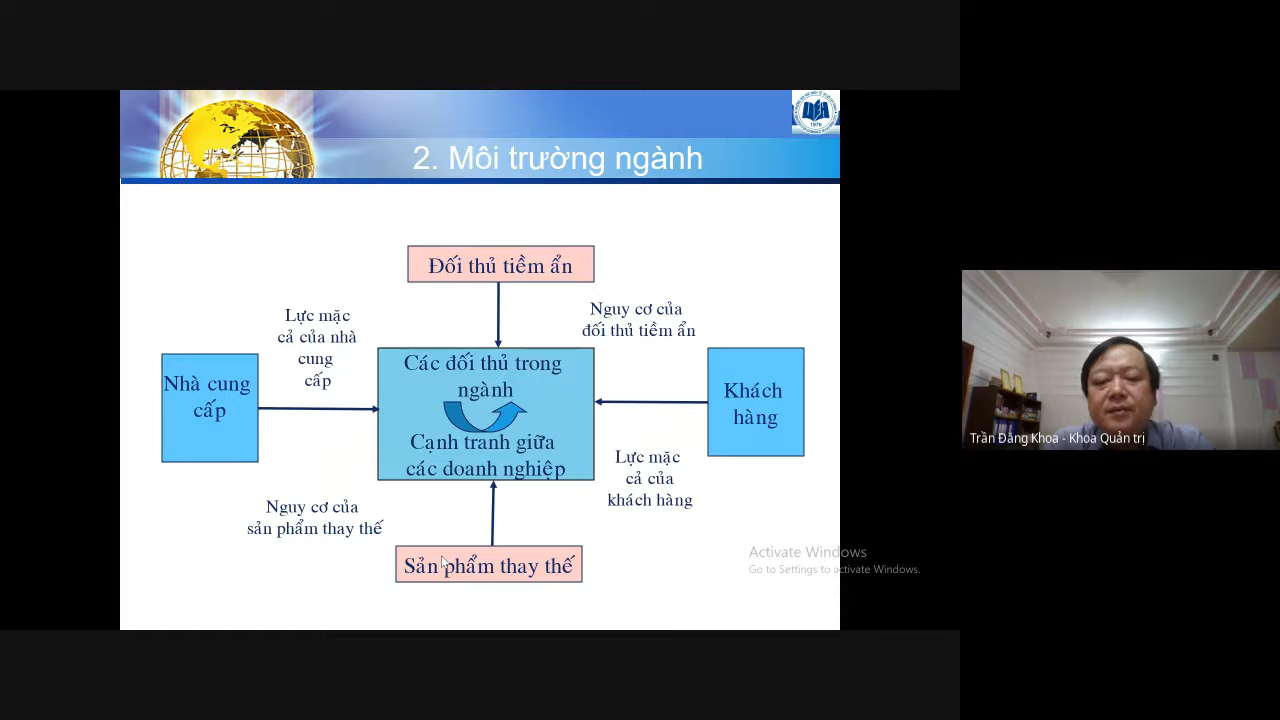 2. Môi trường ngành
Đối thủ tiềm ẩn
Nguy cơ của
đối thủ tiềm ẩn
Lực mặc
cả của nhà
cung
cấp
Nhà cung
cấp
Các đối thủ trong
ngành
Cạnh tranh giữa
các doanh nghiệp
Khách
hàng
Lực mặc
cả của
khách hàng
Nguy cơ của
sản phẩm thay thế
Sản phẩm thay thế
Trần Đăng Khoa - Khoa Quản trị
Activate Windows
Go to Settings to activate Windows.